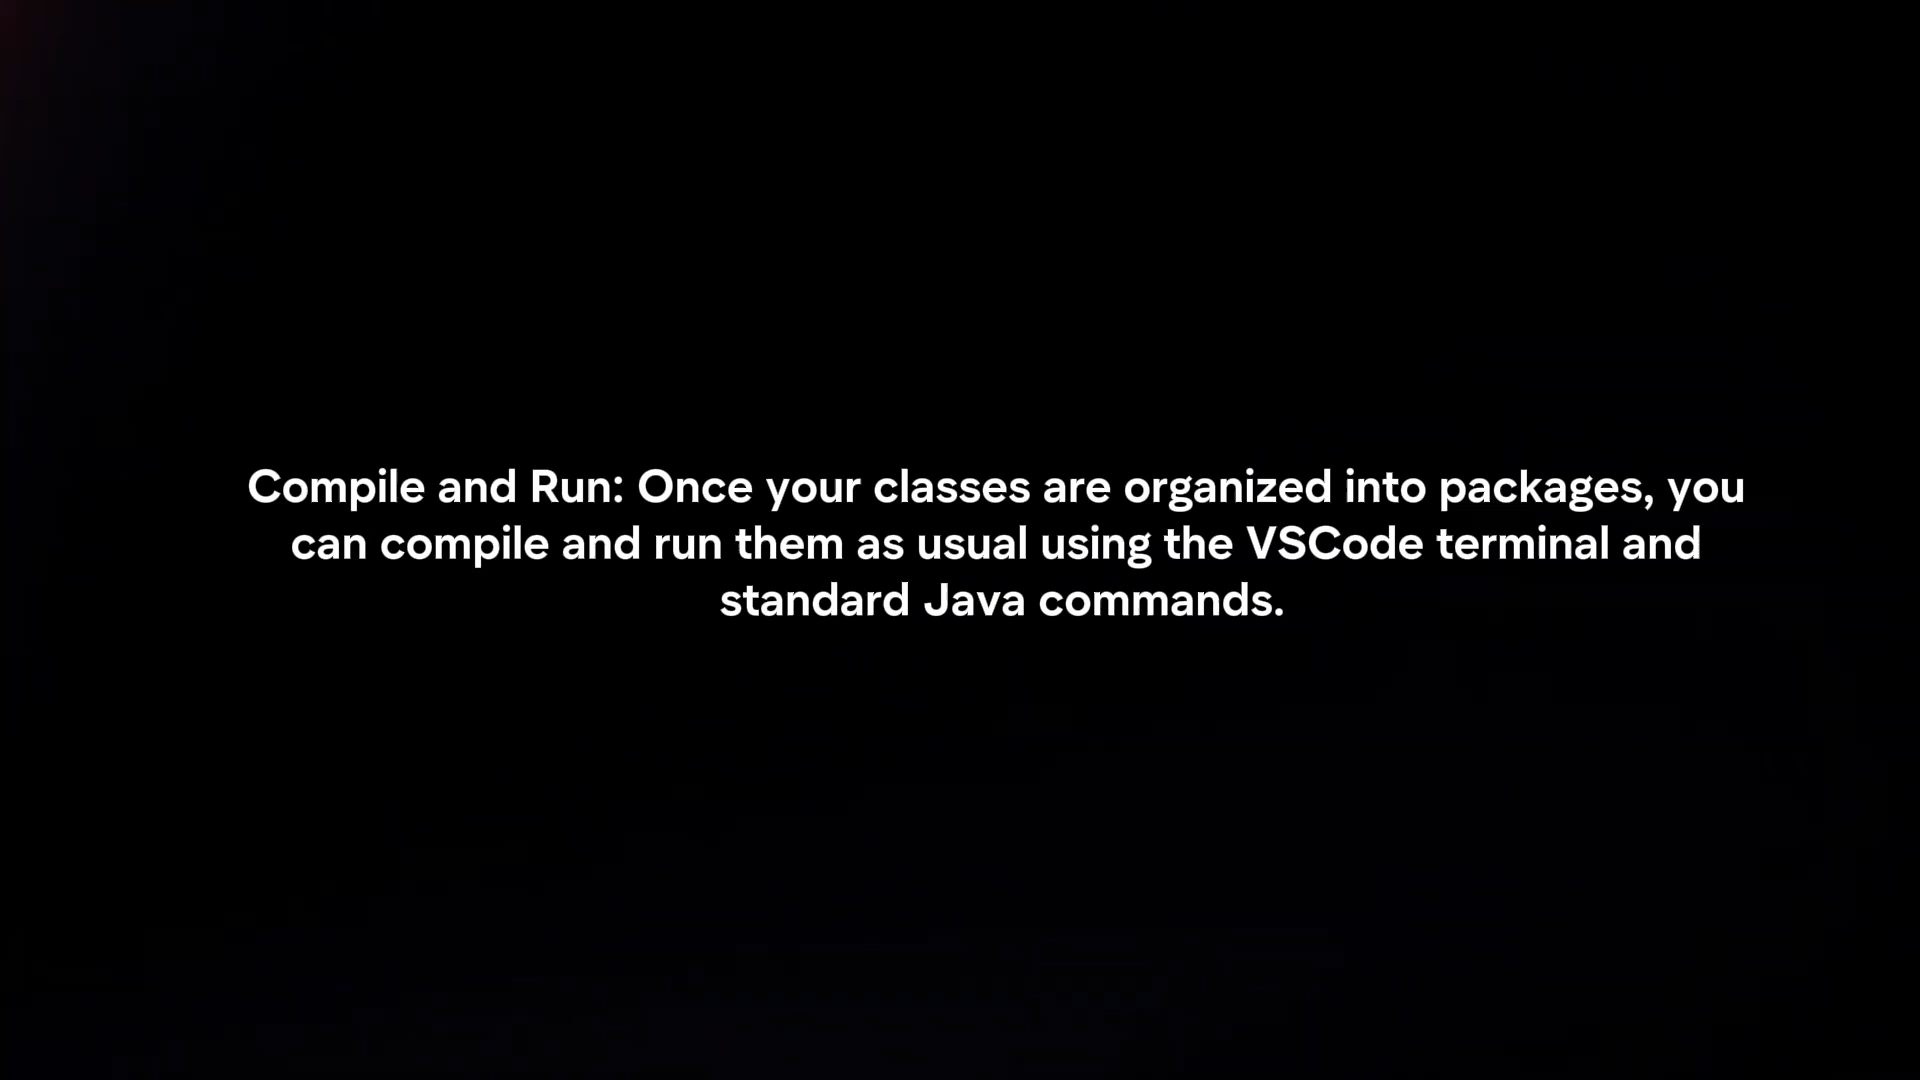 Compile and Run: Once your classes are organized into packages, you
can compile and run them as usual using the VSCode terminal and
standard Java commands.